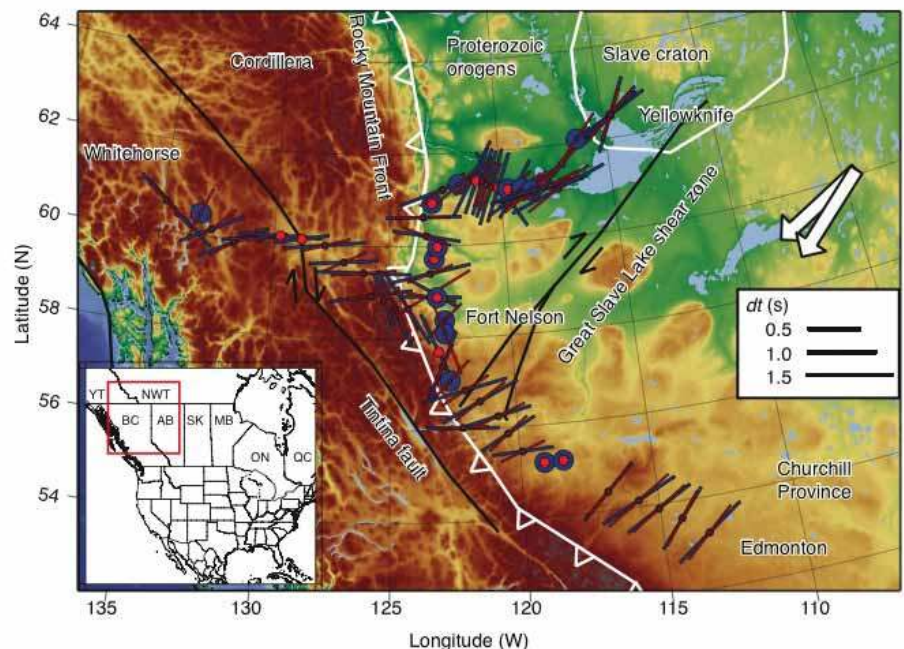 64
62
60
58
56
54
Latitude (N)
Cordillera
Rocky Mountain Front
Proterozoic
orogens
Slave craton
Yellowknife
Whitehorse
Great Slave Lake shear zone
Fort Nelson
Tintina fault
dt (s)
0.5
1.0
1.5
Churchill
Province
Edmonton
YT
NWT
BC
AB
SK
MB
ON
QC
135
130
125
120
115
110
Longitude (W)